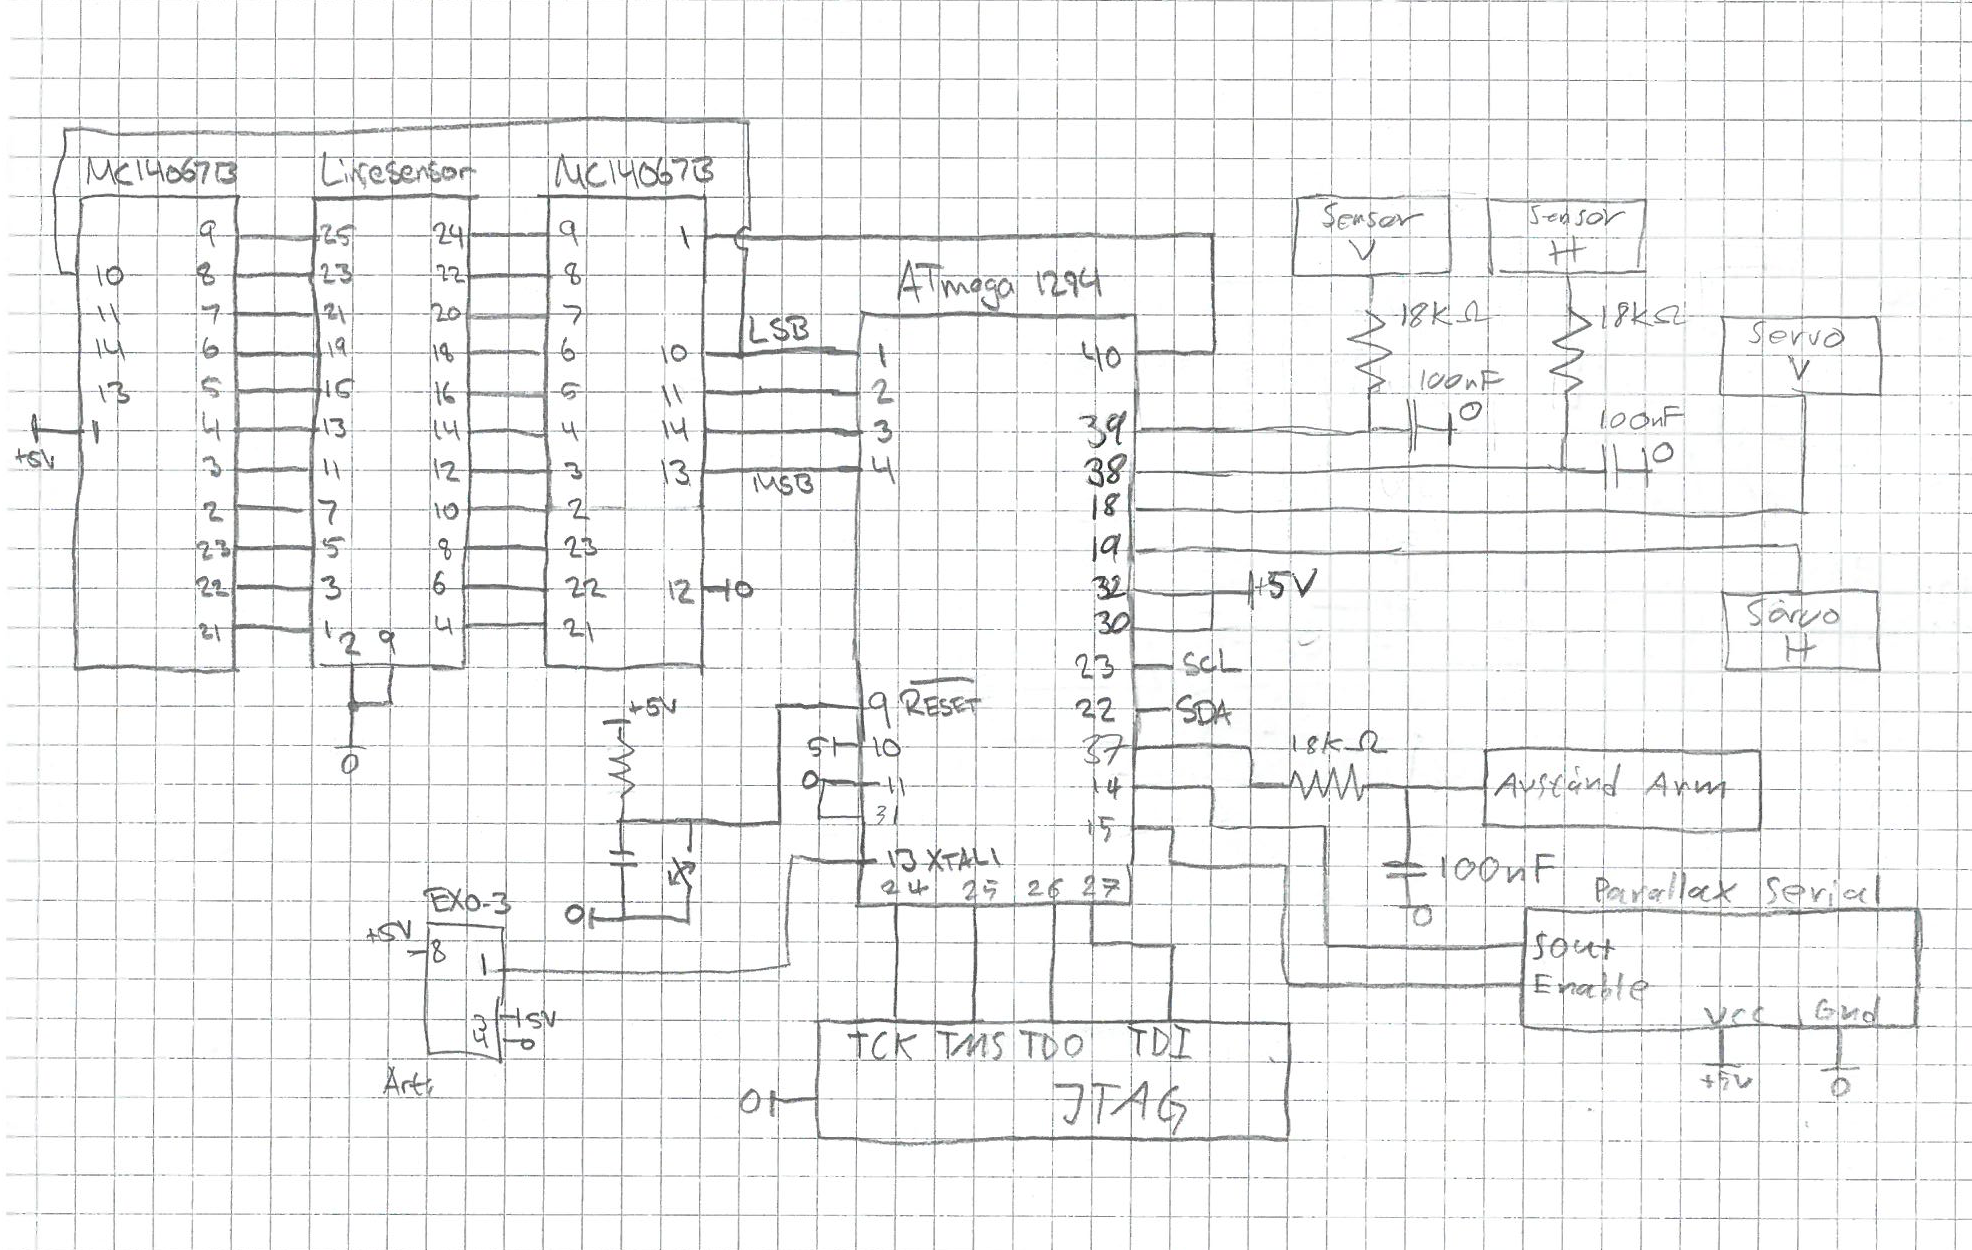 MC14067B Linesensor MC14067B
9 25 24 9 1
10 8 23 22 8
11 7 21 20 7
14 6 19 18 6 10
13 5 15 16 5 11
1 4 13 14 4 14
+5V
3 11 12 3 13
2 7 10 2
23 5 8 23
22 3 6 22 12 0
21 1 4 21
2 9
0
LSB
MSB
ATmega 1294
1 40
2
3 39
4 38
18
19
32 +5V
30
23 SCL
22 SDA
9 RESET
5 10 37
0 11 14
31 15
13 XTAL1
24 25 26 27
Sensor
V
Sensor
H
18KΩ
18KΩ
100nF
0
100nF
0
Servo
V
Servo
H
18KΩ
Avstånd Arm
100nF
0
Parallax Serial
Sout
Enable
Vcc Gnd
+5V 0
+5V
0
EXO-3
+5V
8
1
3 5V
4 0
TCK TMS TDO TDI
0 JTAG